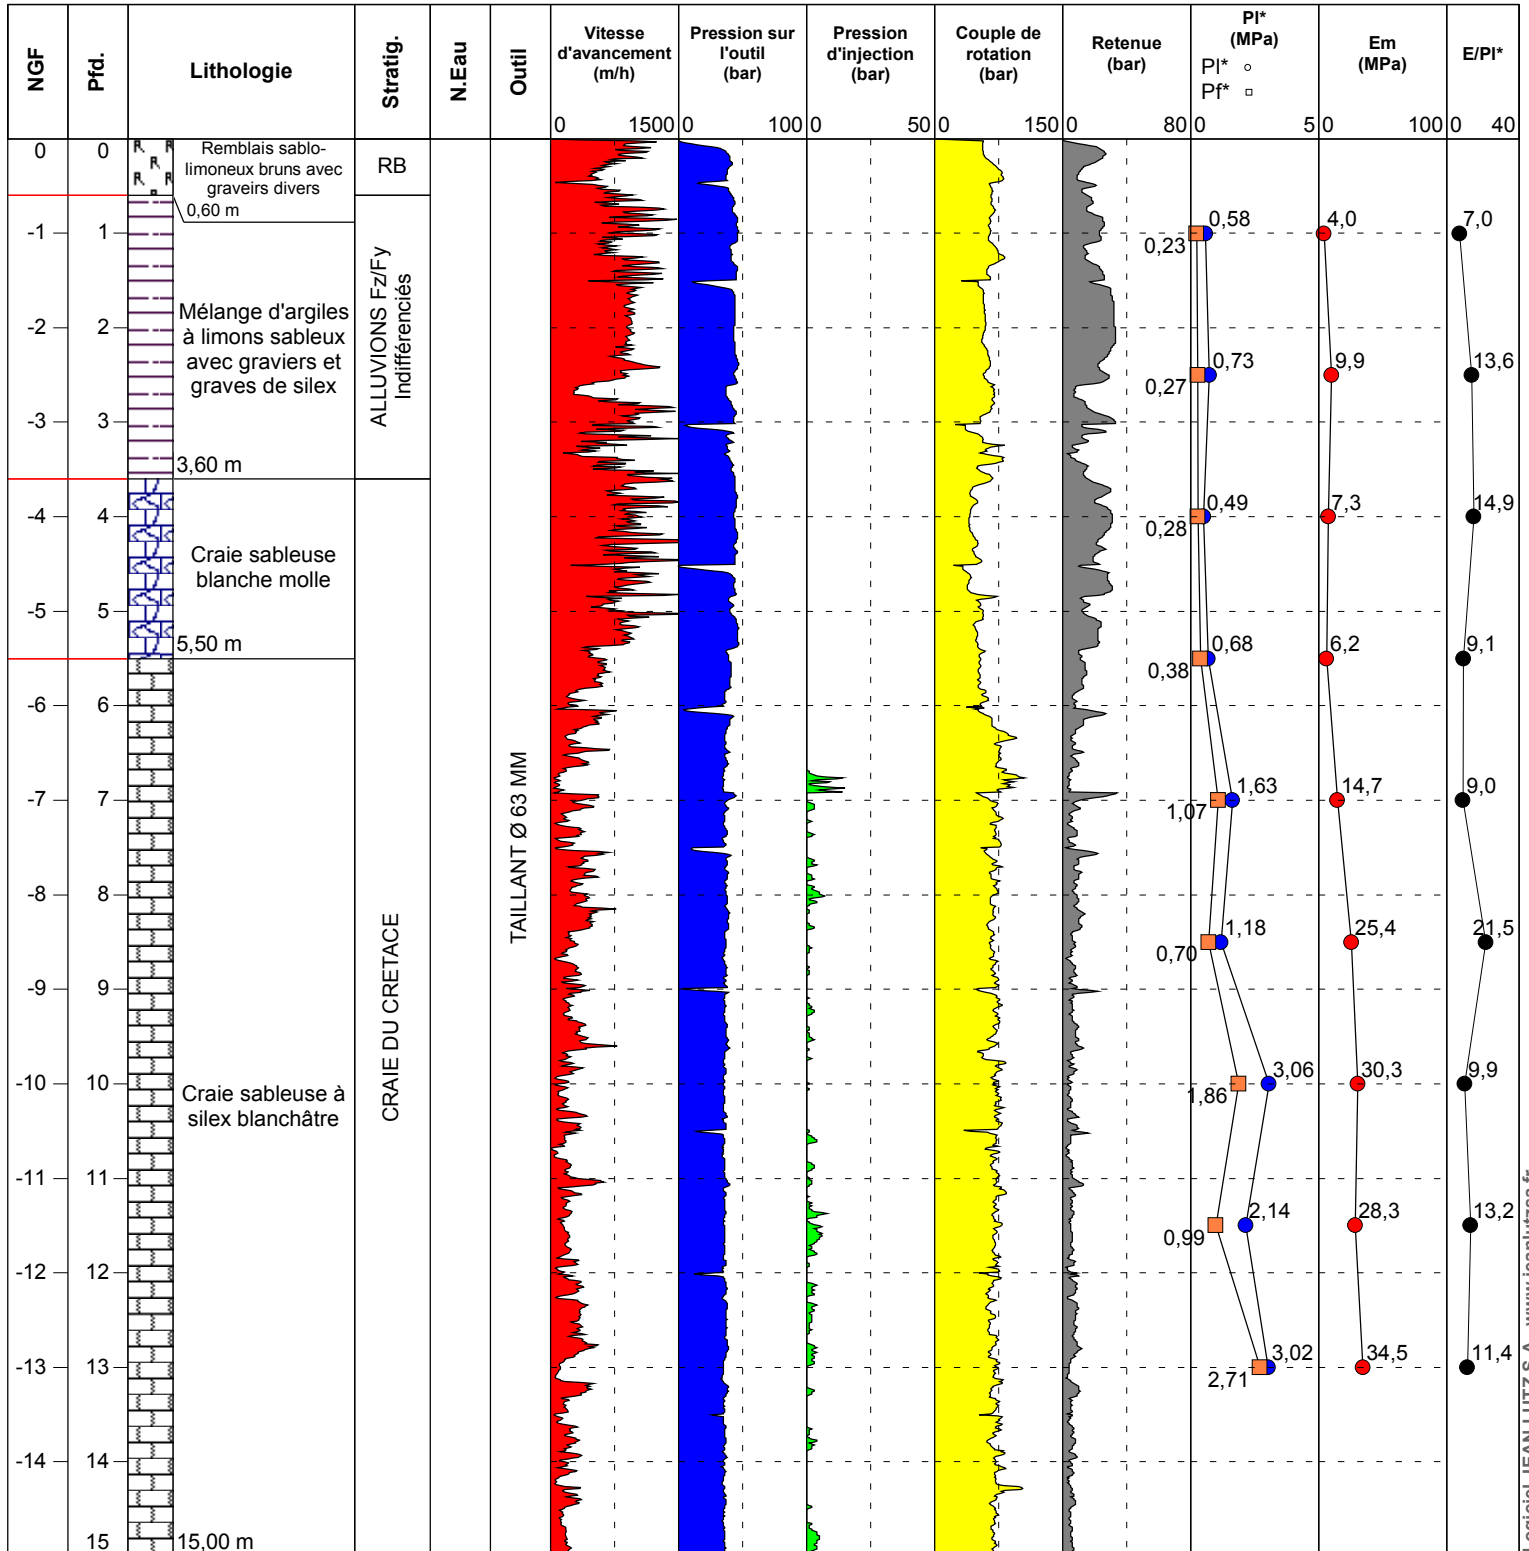 NGF
Pfd.
Lithologie
Stratig.
N.Eau
Outil
Vitesse
d'avancement
(m/h)
Pression sur
l'outil
(bar)
Pression
d'injection
(bar)
Couple de
rotation
(bar)
Retenue
(bar)
Pl*
(MPa)
Pl*
Pf*
Em
(MPa)
E/Pl*
0 1500
0 100
0 50
0 150
0 80
0 5
0 100
0 40
0 0
-1 1
-2 2
-3 3
-4 4
-5 5
-6 6
-7 7
-8 8
-9 9
-10 10
-11 11
-12 12
-13 13
-14 14
15
Remblais sablo-
limoneux bruns avec
graveirs divers
0,60 m
Mélange d'argiles
à limons sableux
avec graviers et
graves de silex
3,60 m
Craie sableuse
blanche molle
5,50 m
Craie sableuse à
silex blanchâtre
15,00 m
RB
ALLUVIONS Fz/Fy
Indifférenciés
CRAIE DU CRETACE
TAILLANT Ø 63 MM
0,23 0,58 4,0 7,0
0,27 0,73 9,9 13,6
0,28 0,49 7,3 14,9
0,38 0,68 6,2 9,1
1,07 1,63 14,7 9,0
0,70 1,18 25,4 21,5
1,86 3,06 30,3 9,9
0,99 2,14 28,3 13,2
2,71 3,02 34,5 11,4
Logiciel JEAN LUTZ S.A - www.jeanlutzsa.fr